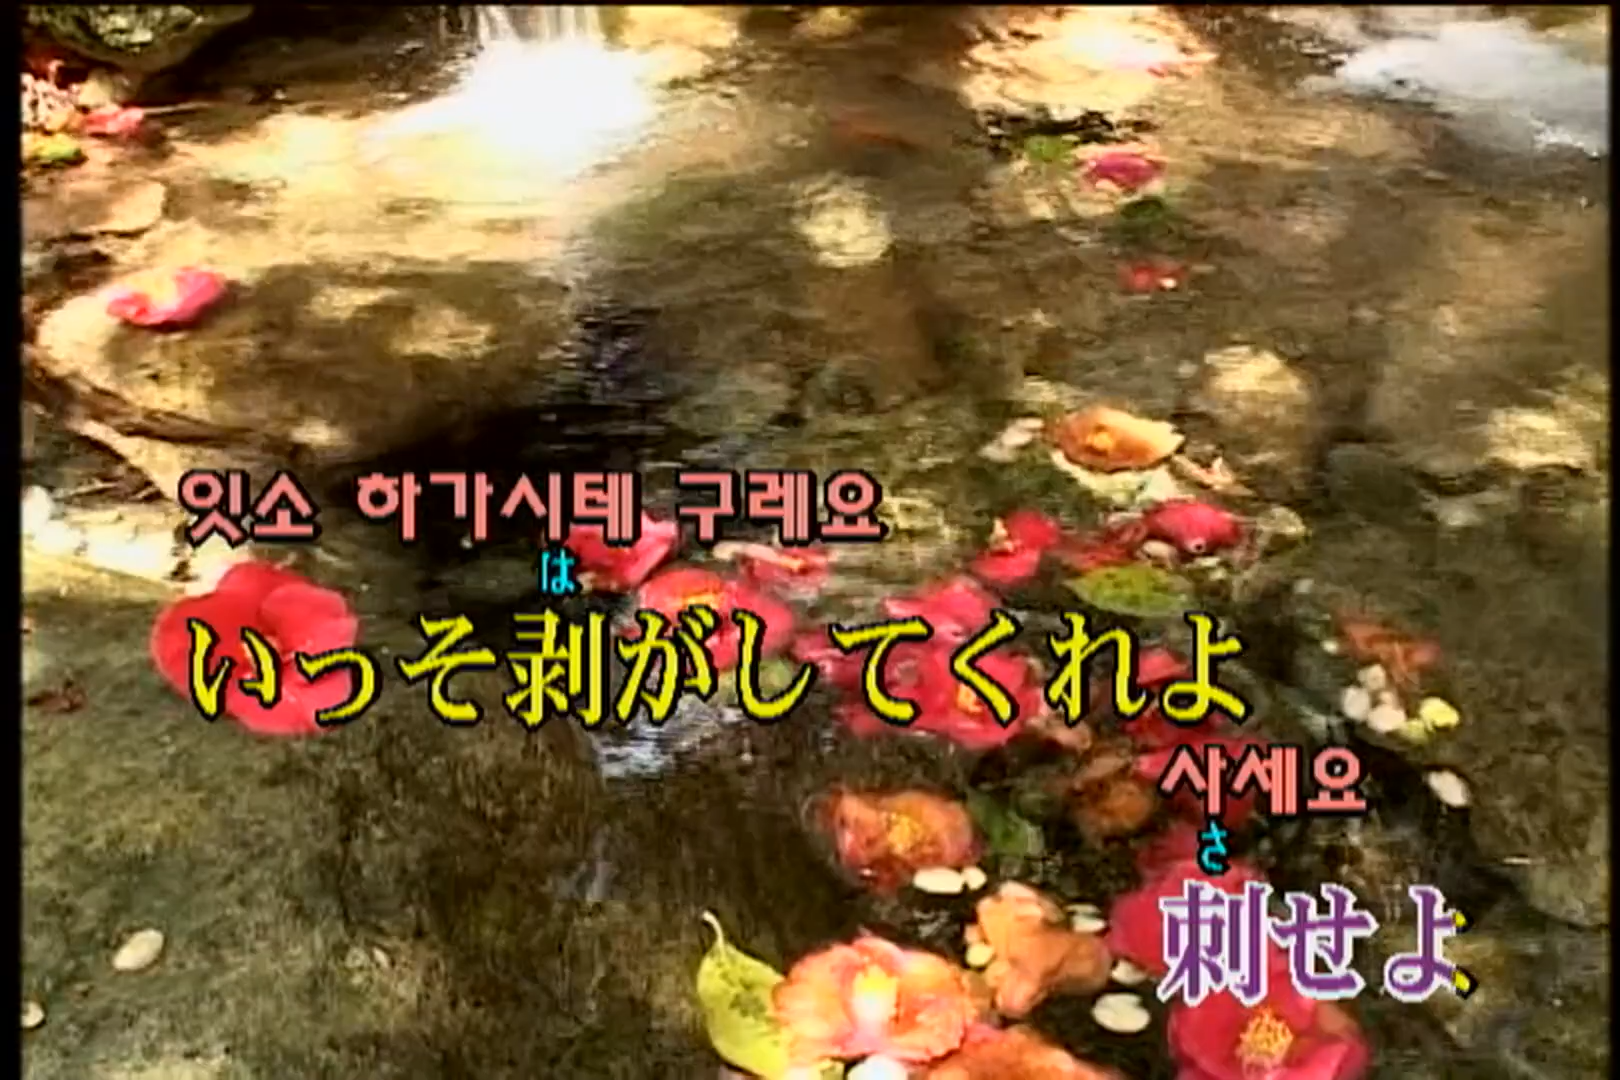 잇소 하가시테 구레요
は
いっそ剥がしてくれよ
사세요
さ
刺せよ